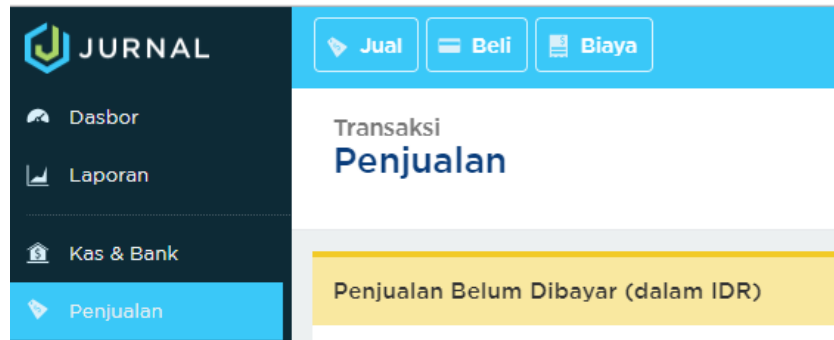 JURNAL
Jual Beli Biaya
Dasbor
Laporan
Kas & Bank
Penjualan
Transaksi
Penjualan
Penjualan Belum Dibayar (dalam IDR)